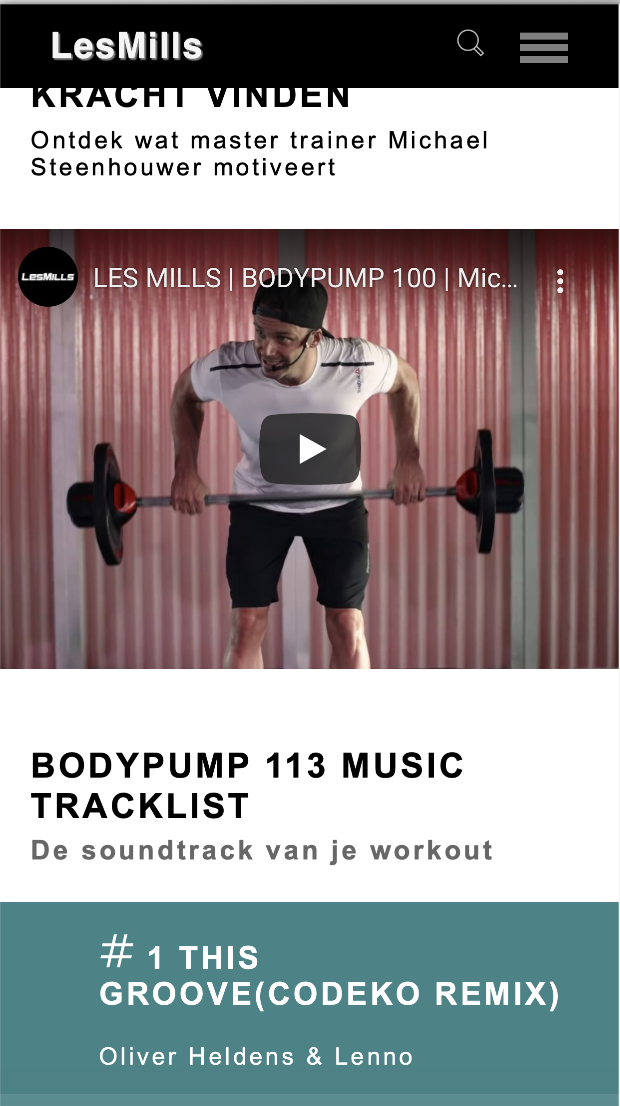 LesMills
KRACHT VINDEN
Ontdek wat master trainer Michael
Steenhouwer motiveert
LESMILLS
LES MILLS | BODYPUMP 100 | Mic...
BODYPUMP 113 MUSIC
TRACKLIST
De soundtrack van je workout
# 1 THIS
GROOVE(CODEKO REMIX)
Oliver Heldens & Lenno